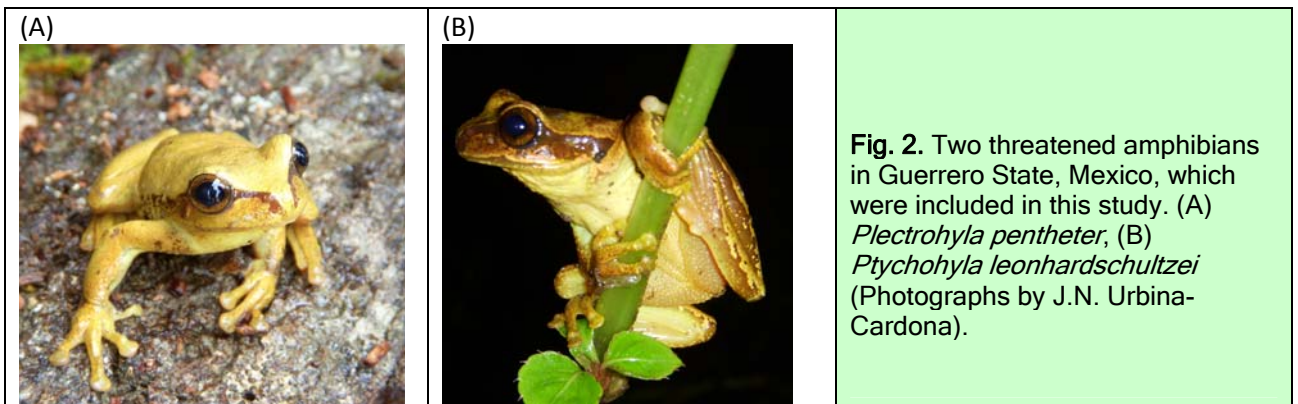 (A)
(B)
Fig. 2. Two threatened amphibians
in Guerrero State, Mexico, which
were included in this study. (A)
Plectrohyla pentheter, (B)
Ptychohyla leonhardschultzei
(Photographs by J.N. Urbina-
Cardona).